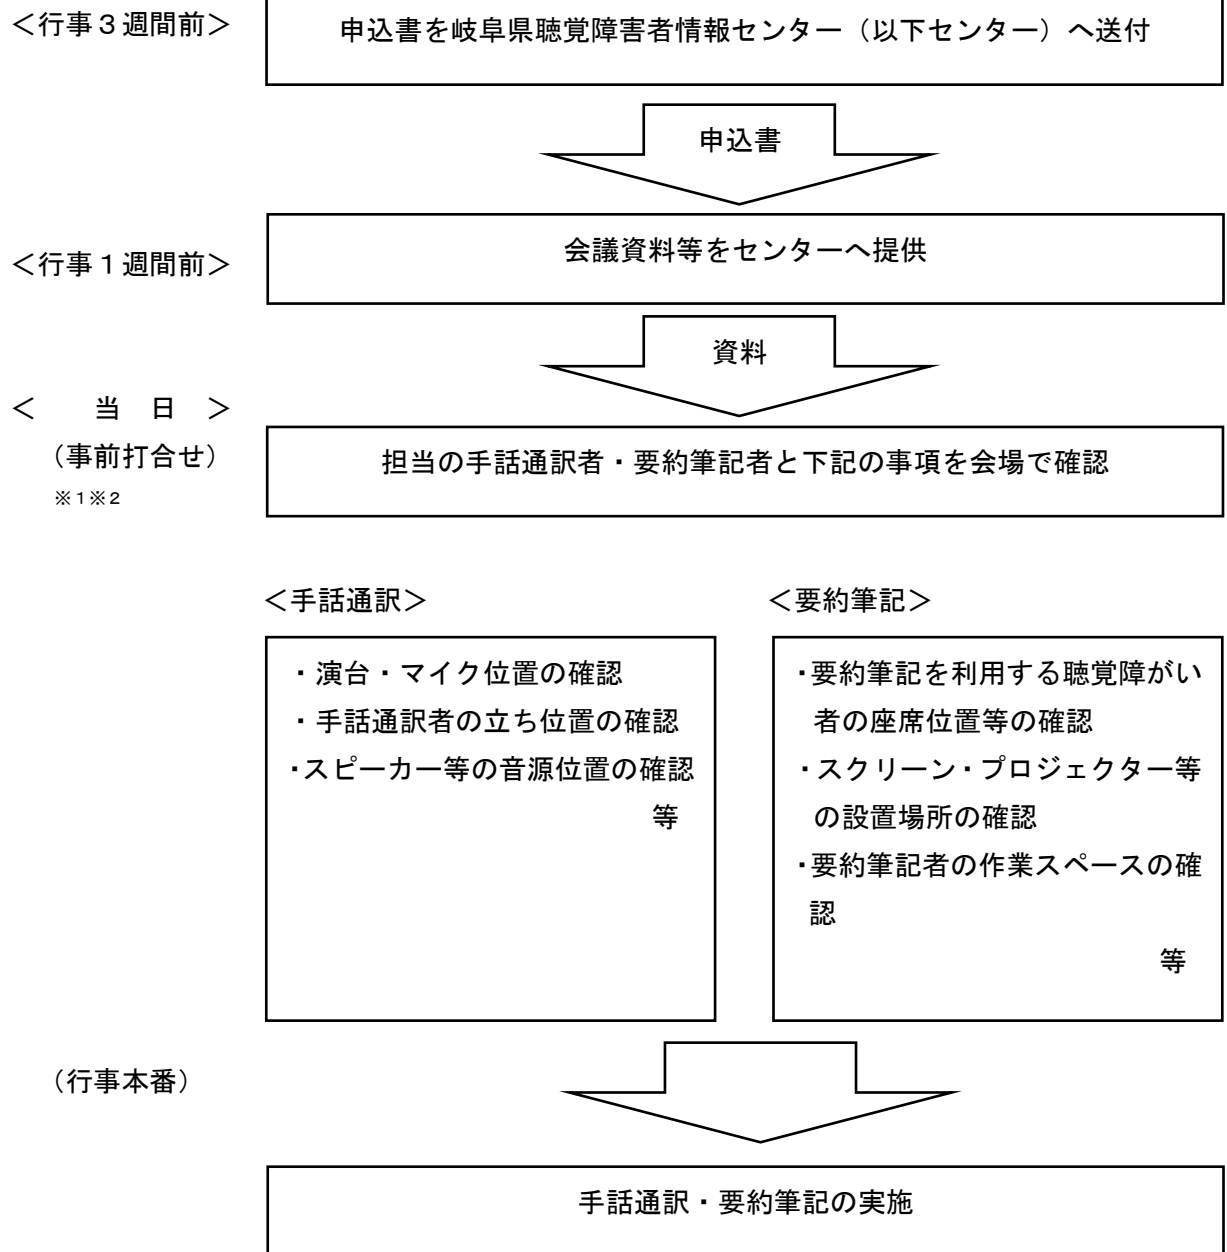 ＜行事３週間前＞
申込書を岐阜県聴覚障害者情報センター（以下センター）へ送付
申込書
＜行事１週間前＞
会議資料等をセンターへ提供
資料
＜　　当　日　＞
（事前打合せ）
※１※２
担当の手話通訳者・要約筆記者と下記の事項を会場で確認
＜手話通訳＞
・演台・マイク位置の確認
・手話通訳者の立ち位置の確認
・スピーカー等の音源位置の確認
等
＜要約筆記＞
・要約筆記を利用する聴覚障がい
者の座席位置等の確認
・スクリーン・プロジェクター等
の設置場所の確認
・要約筆記者の作業スペースの確
認
等
（行事本番）
手話通訳・要約筆記の実施